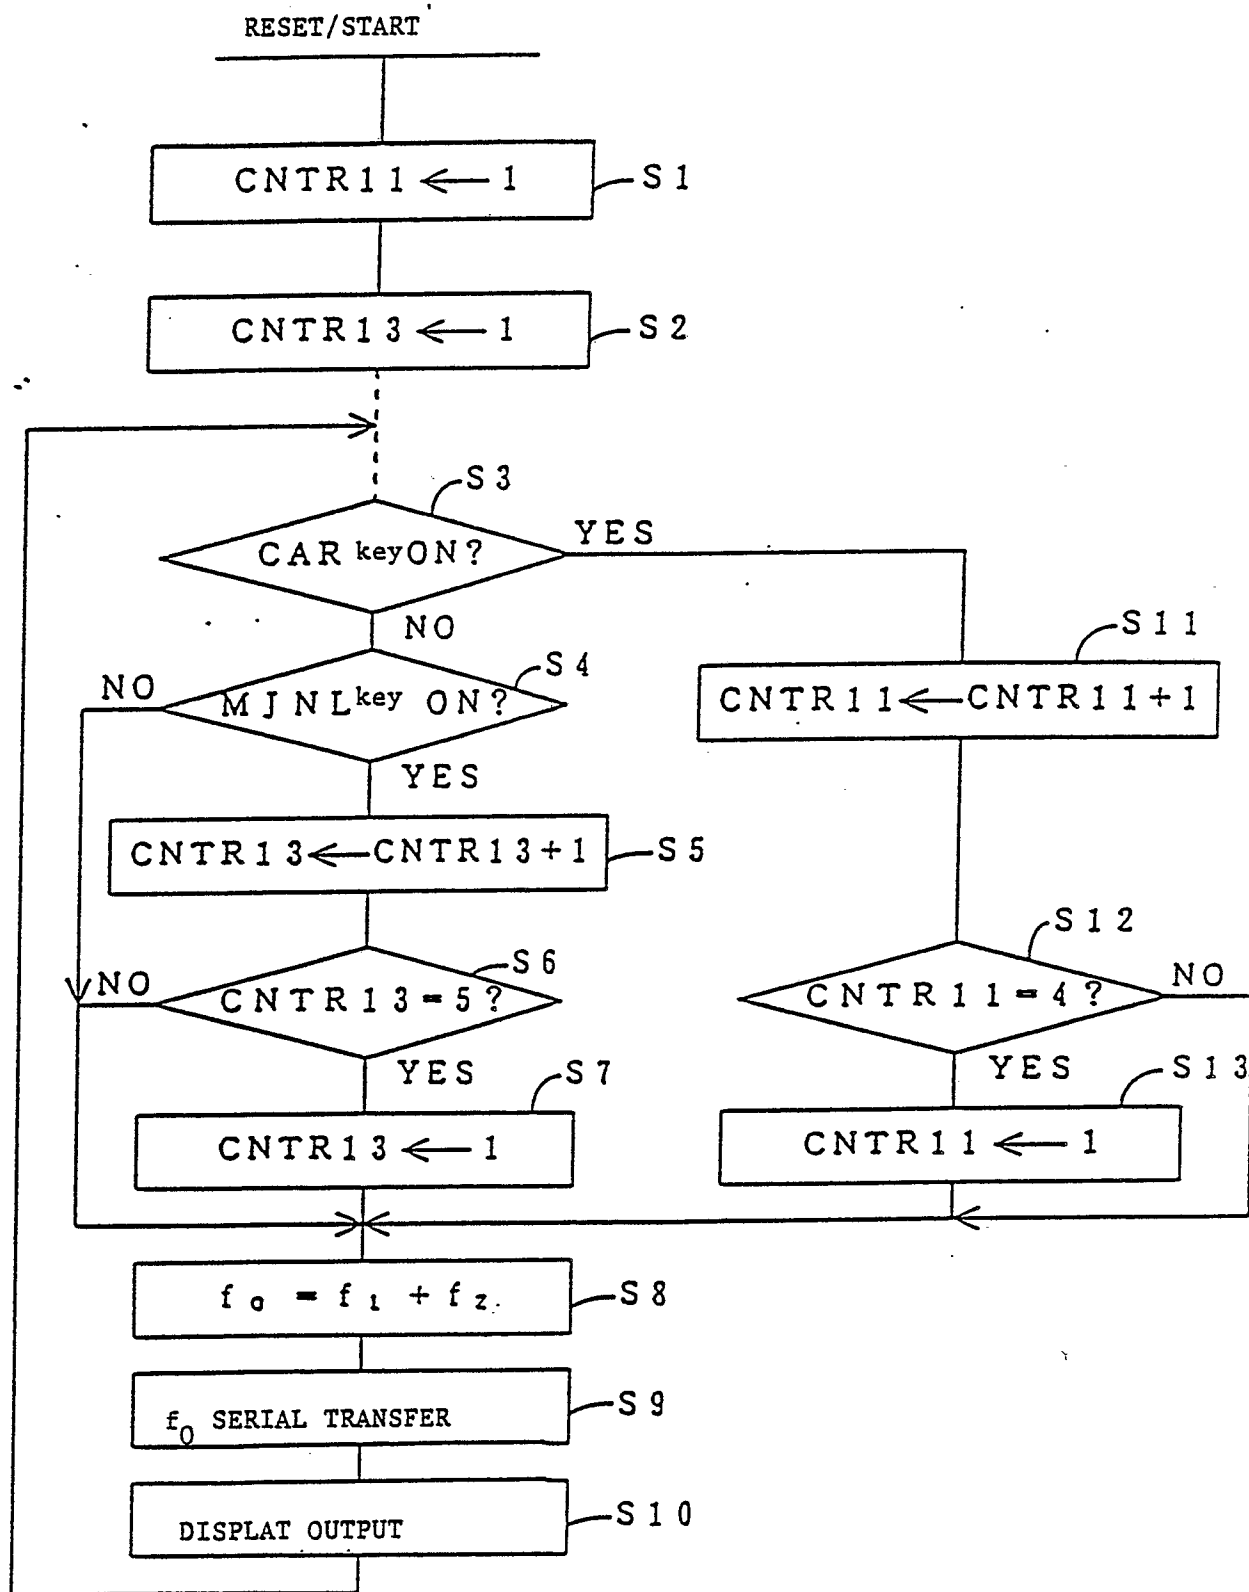 RESET/START
CNTR11 ← 1
S1
CNTR13 ← 1
S2
S3
CAR key ON?
YES
NO
S4
NO
MJNL key ON?
YES
S11
CNTR11 ← CNTR11+1
CNTR13 ← CNTR13+1
S5
S6
NO
CNTR13=5?
YES
S12
CNTR11=4?
NO
YES
S7
CNTR13 ← 1
S13
CNTR11 ← 1
f₀ = f₁ + f₂
S8
f₀ SERIAL TRANSFER
S9
DISPLAT OUTPUT
S10